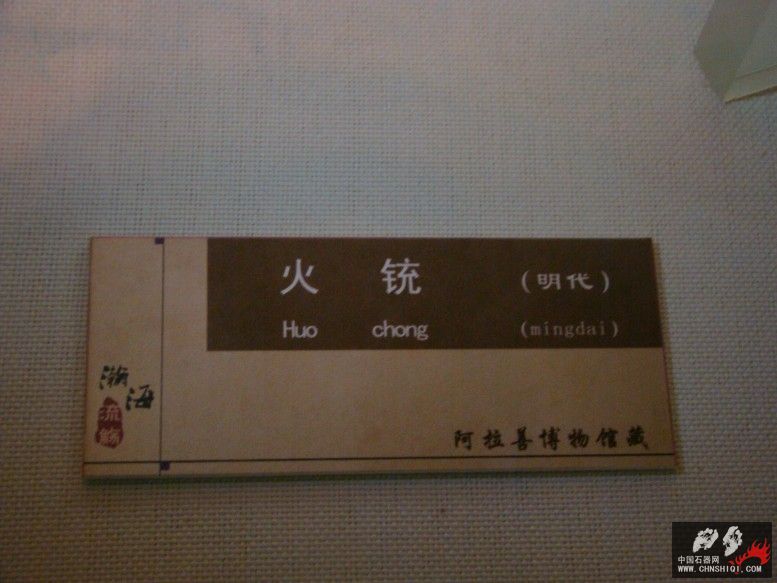 火 铳 (明代)
Huo chong (mingdai)
瀚海
阿拉善博物馆藏
中国石器网
WWW.CHNSHIQI.COM